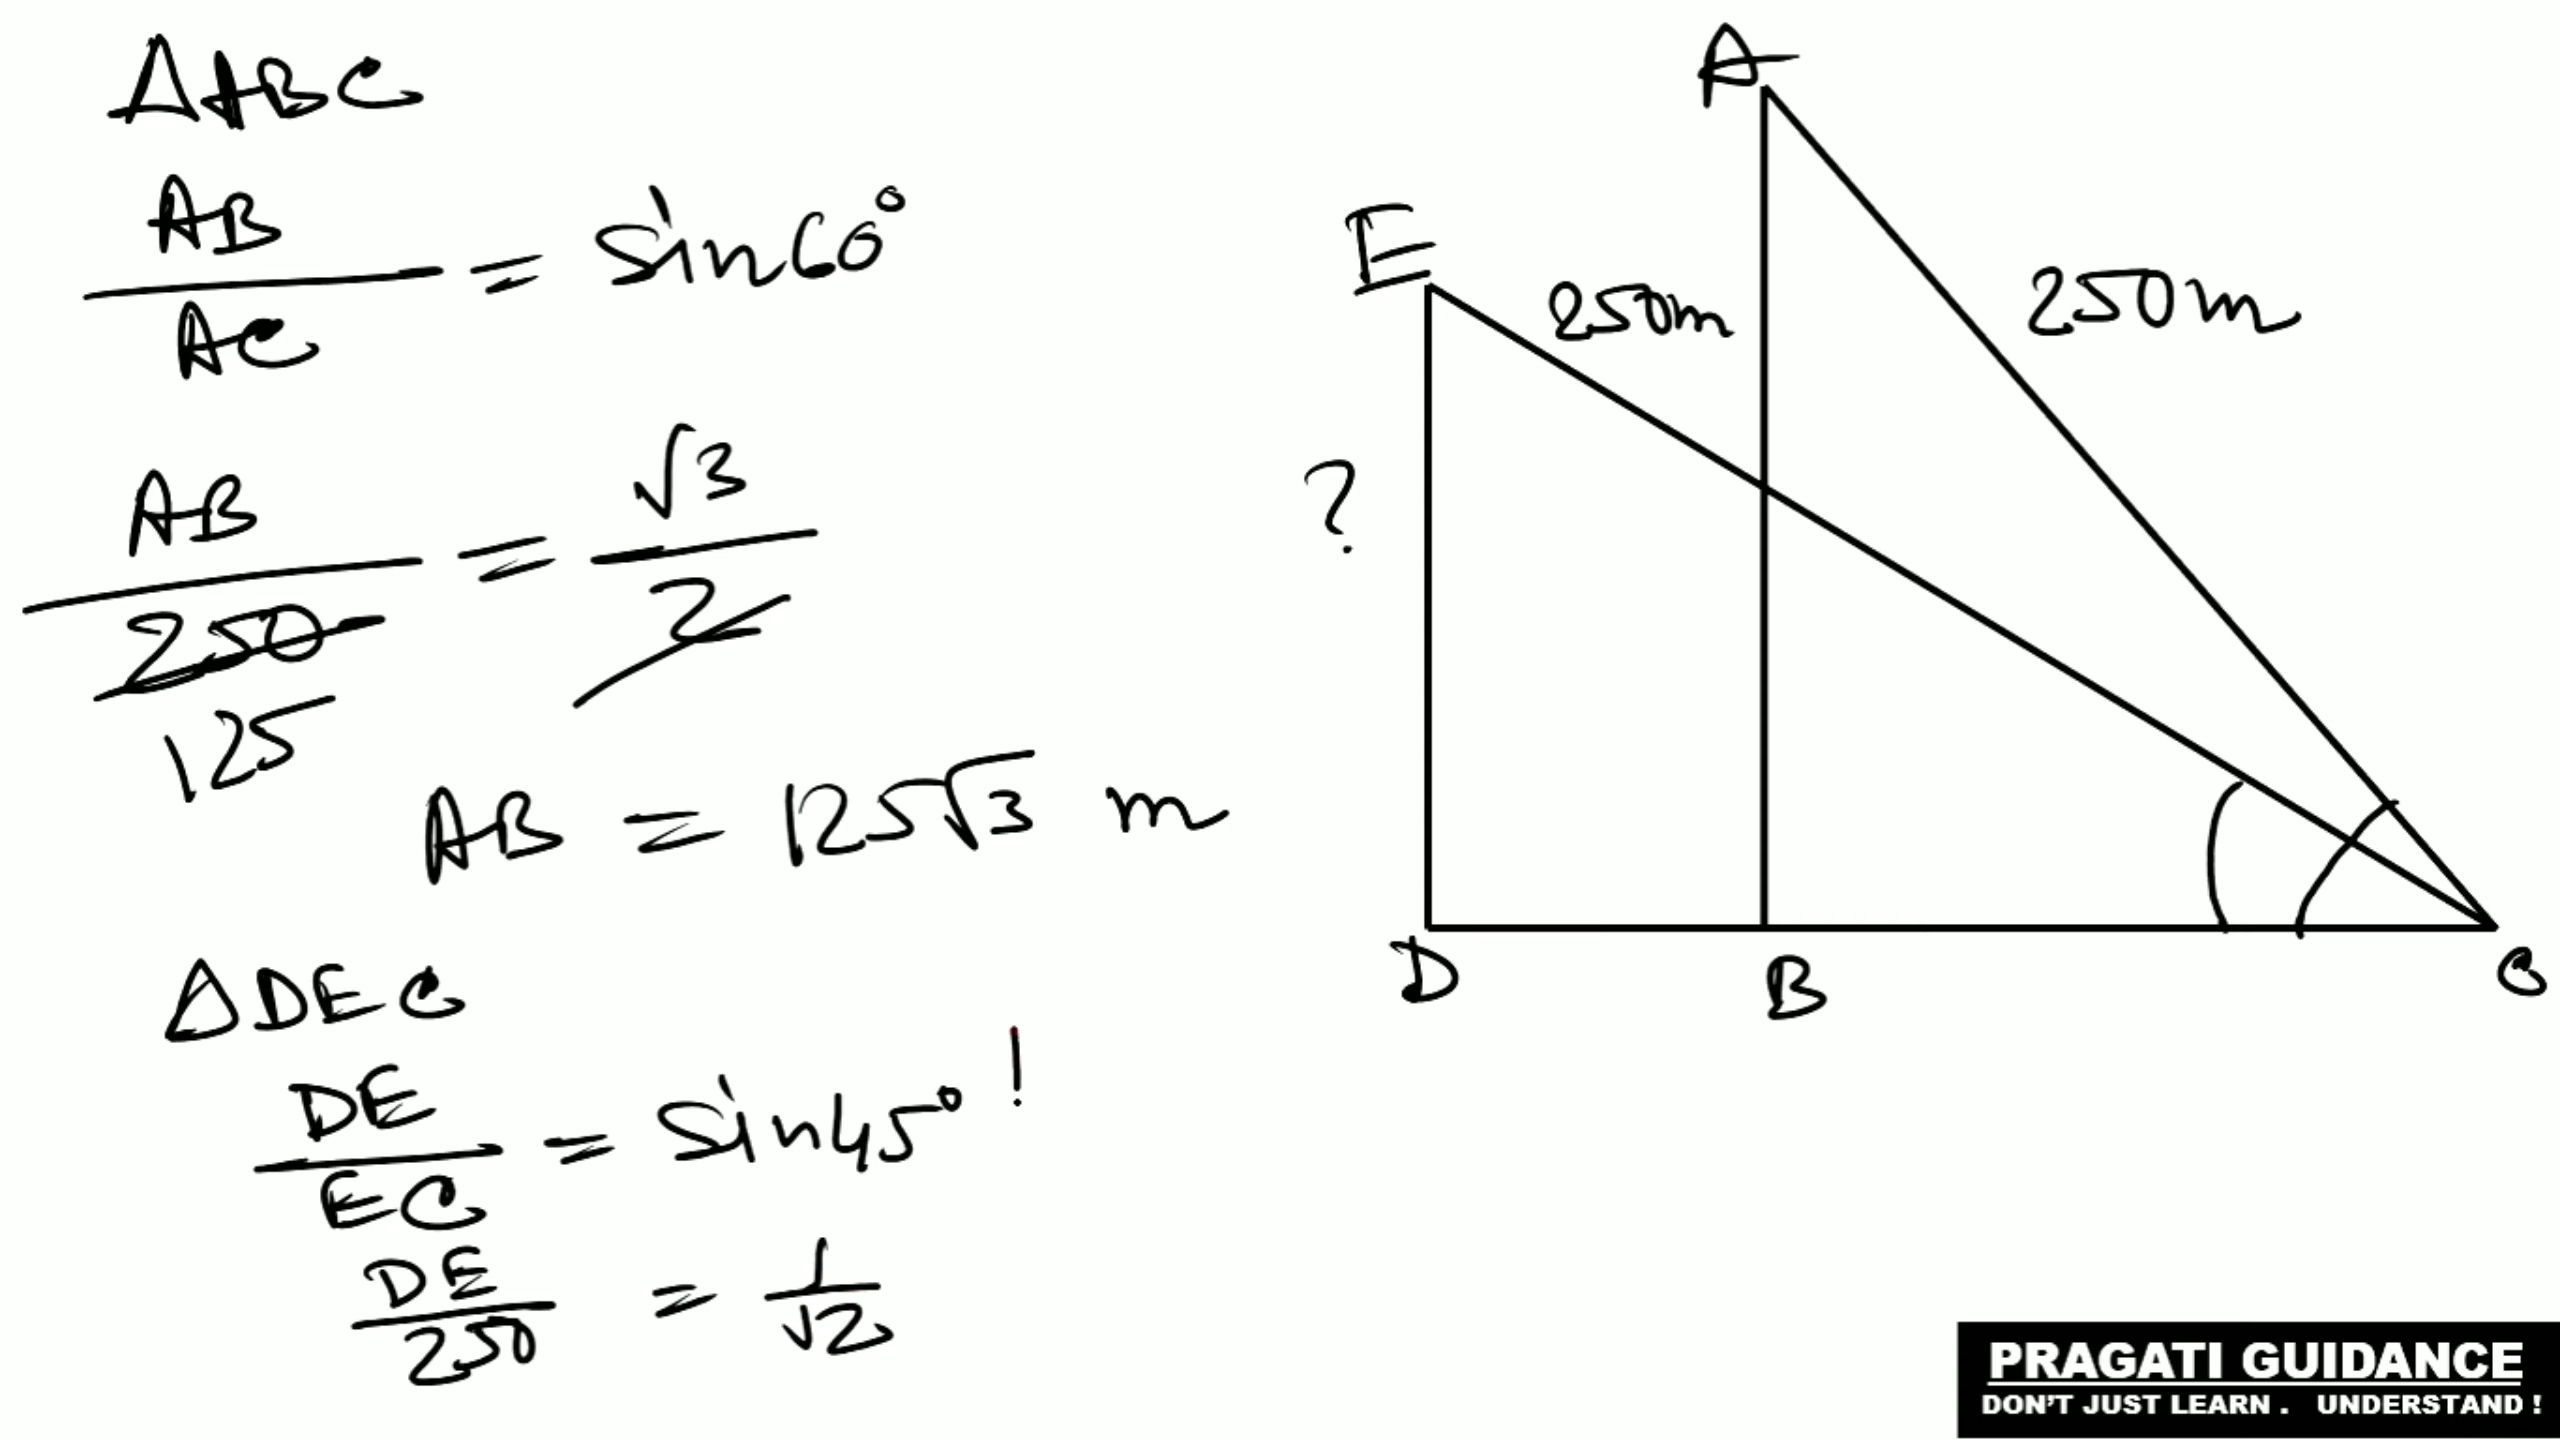 ΔABC
AB
AC
= sin60°
AB
250
= √3
2
125
AB = 125√3 m
ΔDEC
DE
EC
= sin45° !
DE
250
= 1
√2
A
E
250m
250m
?
D
B
C
PRAGATI GUIDANCE
DON'T JUST LEARN . UNDERSTAND !